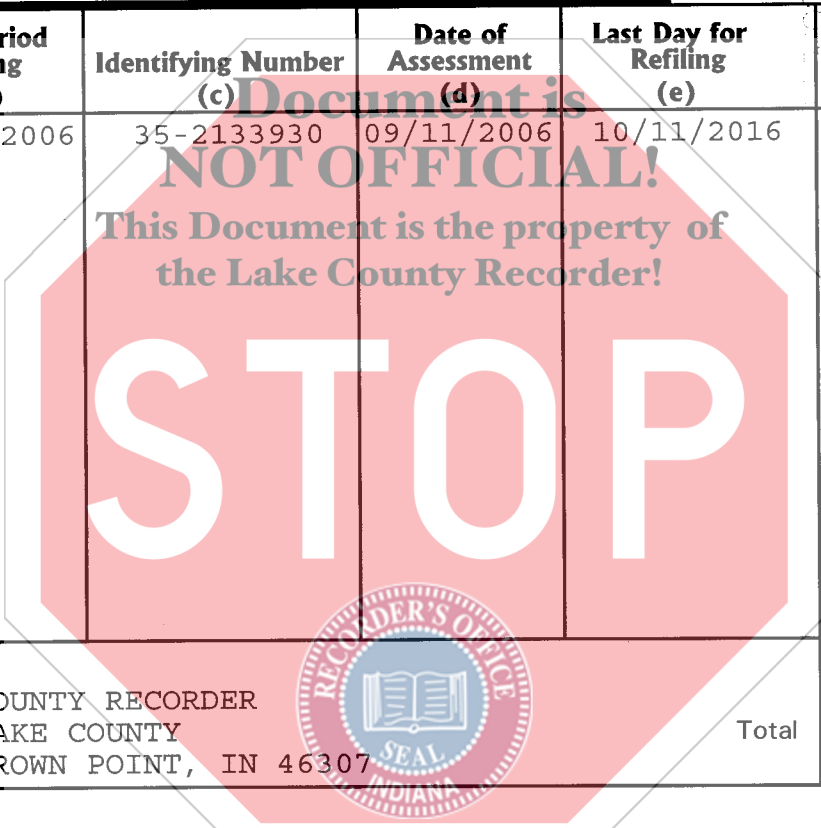 riod
ng
)
Identifying Number
(c)
Date of
Assessment
(d)
Last Day for
Refiling
(e)
2006 35-2133930 09/11/2006 10/11/2016
Document is
NOT OFFICIAL!
This Document is the property of
the Lake County Recorder!
STOP
OUNTY RECORDER
AKE COUNTY
ROWN POINT, IN 46307
Total
RECORDER'S OFFICE
SEAL
INDIANA